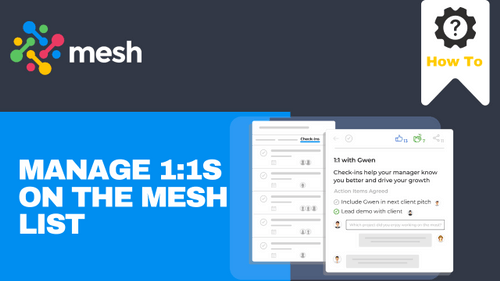 mesh
?
How To
MANAGE 1:1S
ON THE MESH
LIST
Check-ins
1:1 with Gwen
Check-ins help your manager know
you better and drive your growth
Action Items Agreed
Include Gwen in next client pitch
Lead demo with client